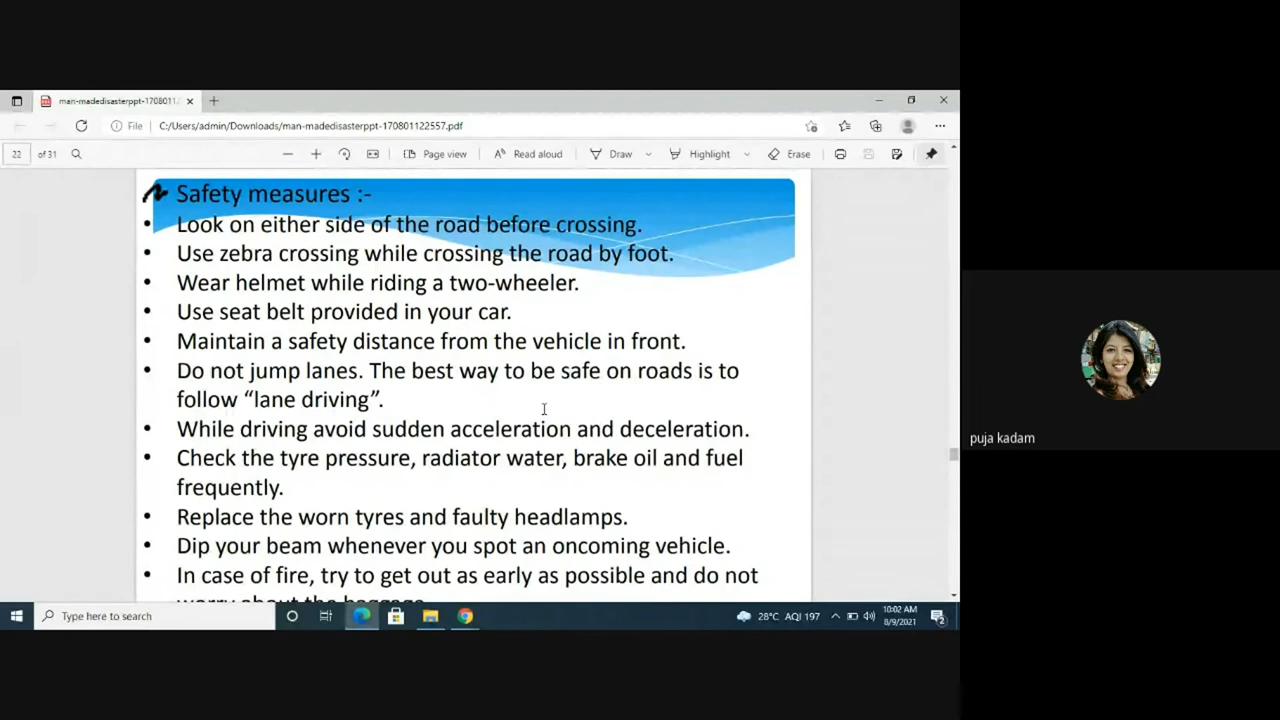 man-madedisasterppt-1708011
File
C:/Users/admin/Downloads/man-madedisasterppt-170801122557.pdf
22 of 31
Page view
Read aloud
Draw
Highlight
Erase
Safety measures :-
• Look on either side of the road before crossing.
• Use zebra crossing while crossing the road by foot.
• Wear helmet while riding a two-wheeler.
• Use seat belt provided in your car.
• Maintain a safety distance from the vehicle in front.
• Do not jump lanes. The best way to be safe on roads is to
follow “lane driving”.
• While driving avoid sudden acceleration and deceleration.
• Check the tyre pressure, radiator water, brake oil and fuel
frequently.
• Replace the worn tyres and faulty headlamps.
• Dip your beam whenever you spot an oncoming vehicle.
• In case of fire, try to get out as early as possible and do not
worry about the baggage
puja kadam
Type here to search
28°C AQI 197
10:02 AM
8/9/2021
2